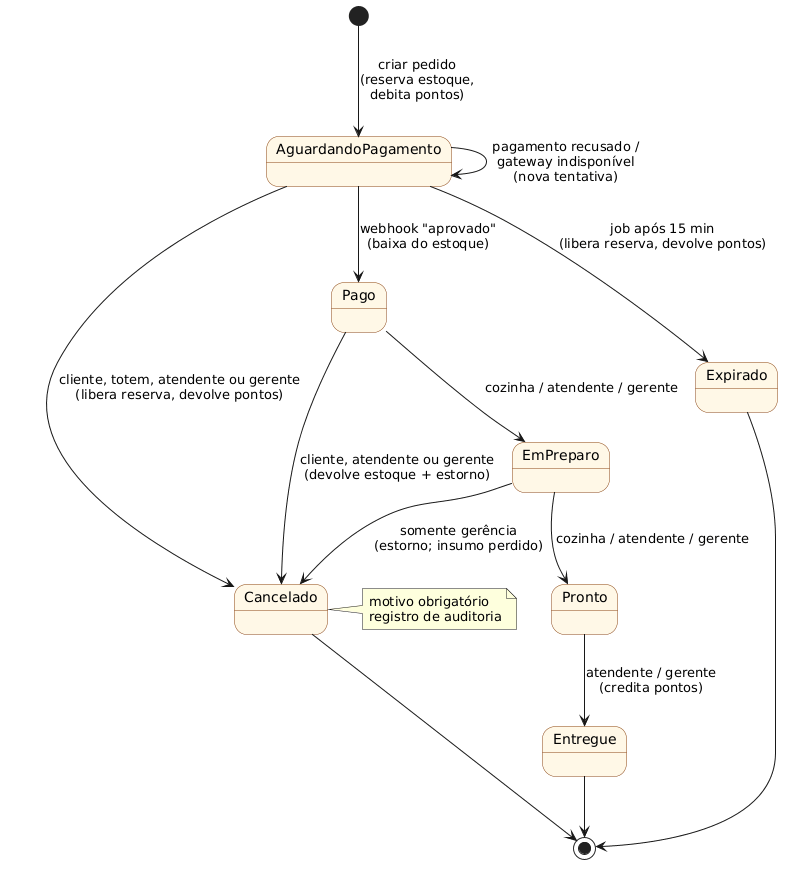 criar pedido
(reserva estoque,
debita pontos)
AguardandoPagamento
pagamento recusado /
gateway indisponível
(nova tentativa)
webhook "aprovado"
(baixa do estoque)
job após 15 min
(libera reserva, devolve pontos)
Pago
Expirado
cliente, totem, atendente ou gerente
(libera reserva, devolve pontos)
cozinha / atendente / gerente
cliente, atendente ou gerente
(devolve estoque + estorno)
EmPreparo
somente gerência
(estorno; insumo perdido)
cozinha / atendente / gerente
Cancelado
motivo obrigatório
registro de auditoria
Pronto
atendente / gerente
(credita pontos)
Entregue